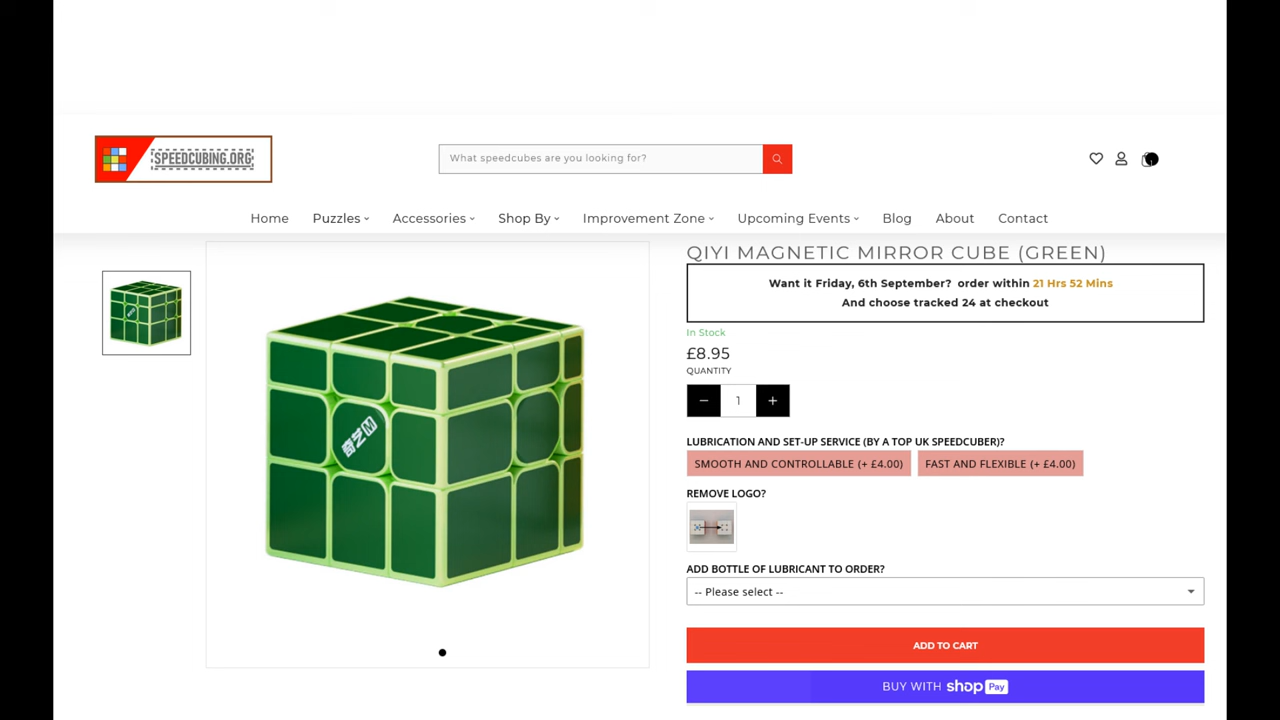 SPEEDCUBING.ORG
What speedcubes are you looking for?
Home Puzzles Accessories Shop By Improvement Zone Upcoming Events Blog About Contact
QIYI MAGNETIC MIRROR CUBE (GREEN)
Want it Friday, 6th September? order within 21 Hrs 52 Mins
And choose tracked 24 at checkout
In Stock
£8.95
QUANTITY
− 1 +
LUBRICATION AND SET-UP SERVICE (BY A TOP UK SPEEDCUBER)?
SMOOTH AND CONTROLLABLE (+ £4.00) FAST AND FLEXIBLE (+ £4.00)
REMOVE LOGO?
ADD BOTTLE OF LUBRICANT TO ORDER?
-- Please select --
ADD TO CART
BUY WITH shop Pay
奇艺M